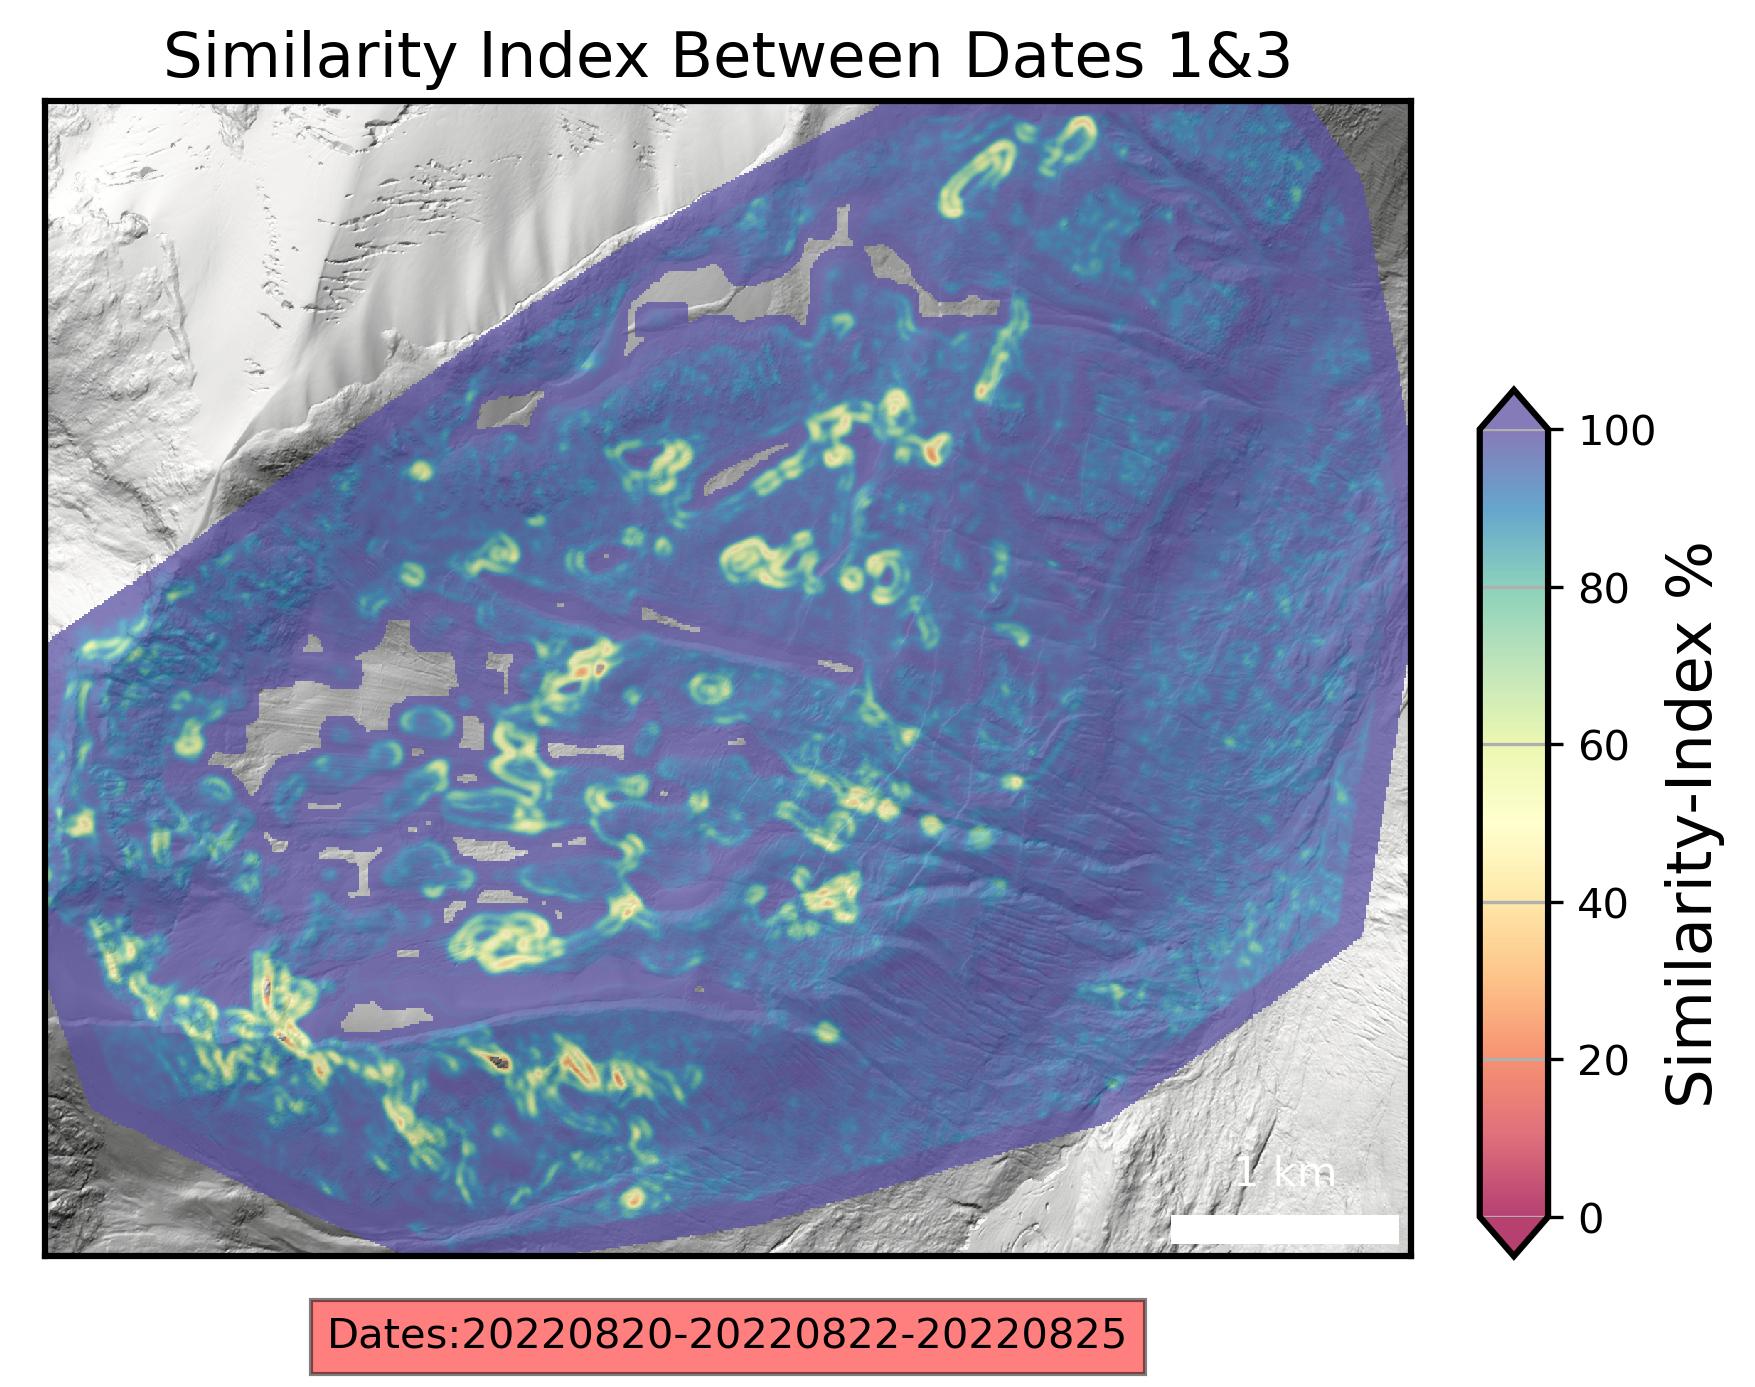 Similarity Index Between Dates 1&3
100
80
60
40
20
0
Similarity-Index %
1 km
Dates:20220820-20220822-20220825